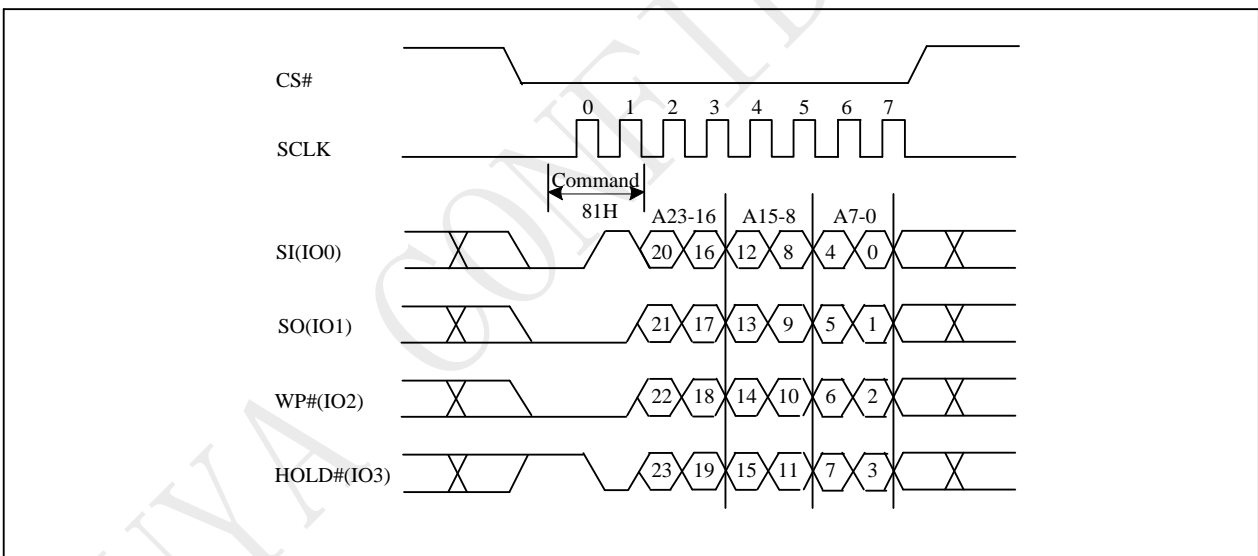 CS#
0 1 2 3 4 5 6 7
SCLK
Command
81H
A23-16 A15-8 A7-0
SI(IO0) 20 16 12 8 4 0
SO(IO1) 21 17 13 9 5 1
WP#(IO2) 22 18 14 10 6 2
HOLD#(IO3) 23 19 15 11 7 3